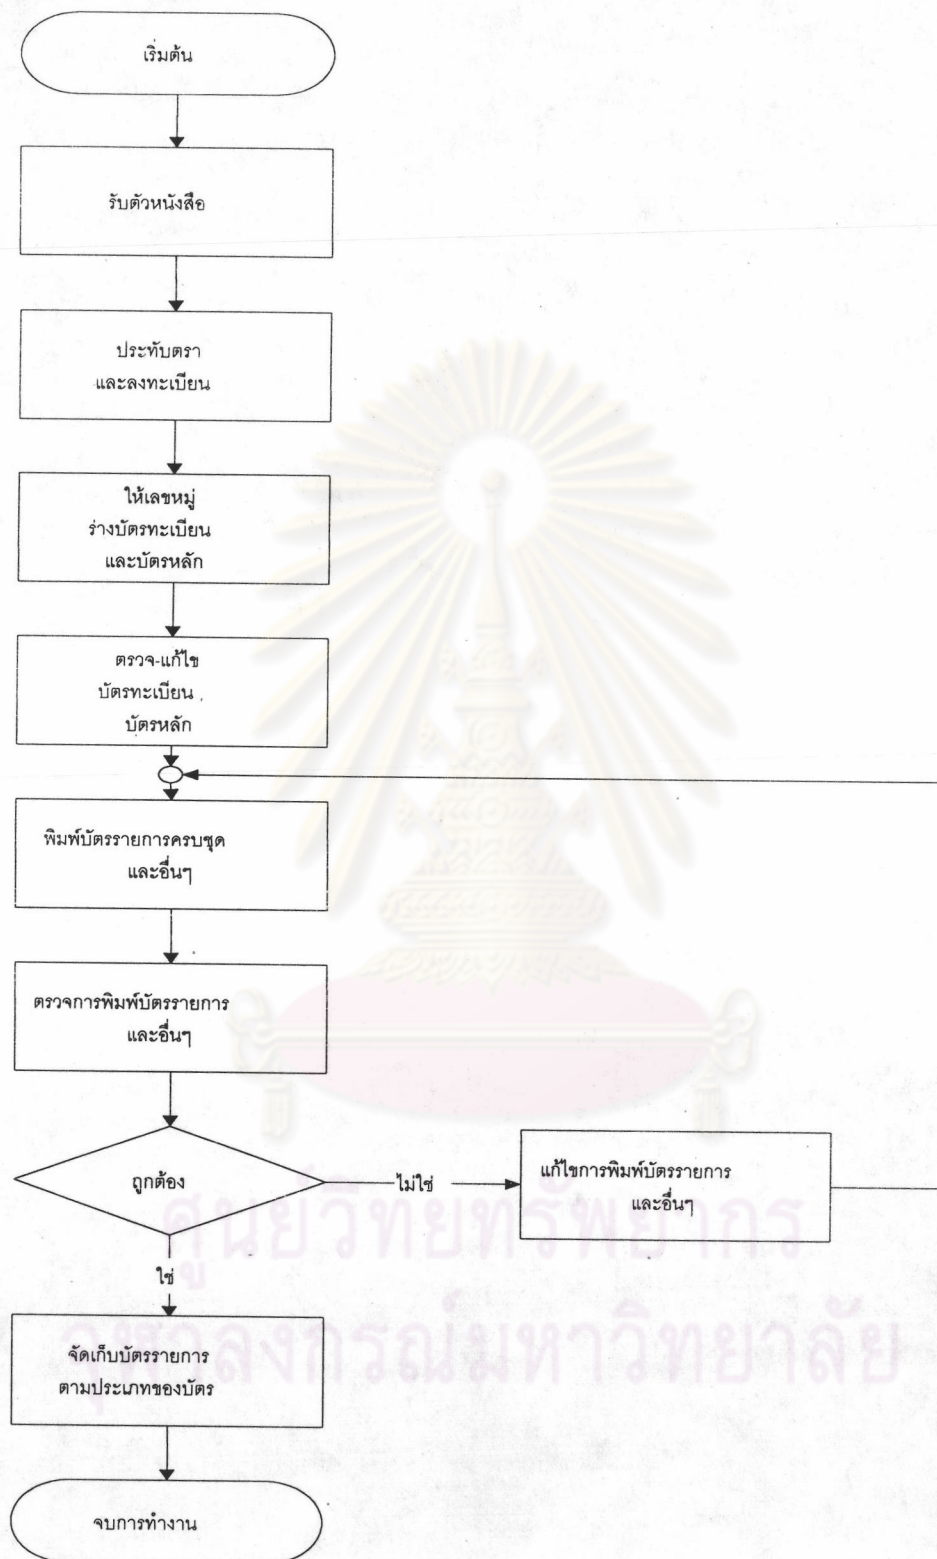 เริ่มต้น
รับตัวหนังสือ
ประทับตรา
และลงทะเบียน
ให้เลขหมู่
ร่างบัตรทะเบียน
และบัตรหลัก
ตรวจ-แก้ไข
บัตรทะเบียน ,
บัตรหลัก
พิมพ์บัตรรายการครบชุด
และอื่นๆ
ตรวจการพิมพ์บัตรรายการ
และอื่นๆ
ถูกต้อง
ไม่ใช่
แก้ไขการพิมพ์บัตรรายการ
และอื่นๆ
ใช่
จัดเก็บบัตรรายการ
ตามประเภทของบัตร
จบการทำงาน
ศูนย์วิทยทรัพยากร
จุฬาลงกรณ์มหาวิทยาลัย